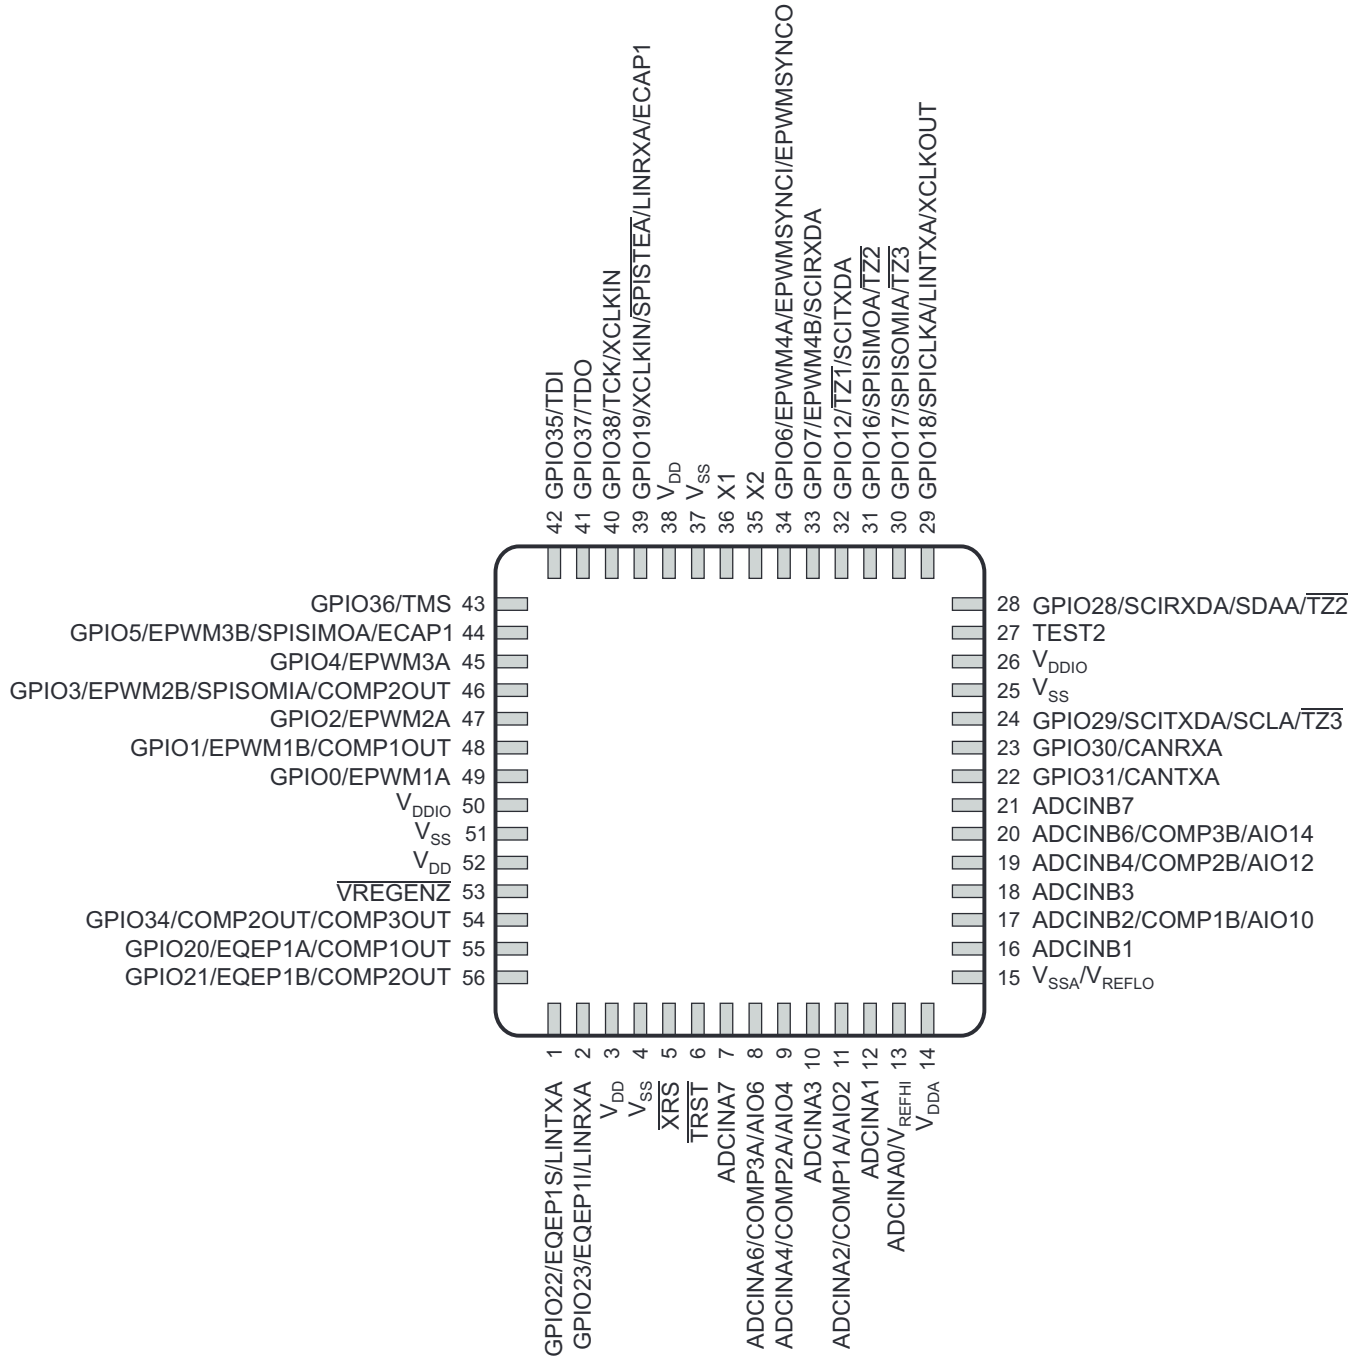 42 GPIO35/TDI
41 GPIO37/TDO
40 GPIO38/TCK/XCLKIN
39 GPIO19/XCLKIN/SPISTEA/LINRXA/ECAP1
38 VDD
37 VSS
36 X1
35 X2
34 GPIO6/EPWM4A/EPWMSYNCI/EPWMSYNCO
33 GPIO7/EPWM4B/SCIRXDA
32 GPIO12/TZ1/SCITXDA
31 GPIO16/SPISIMOA/TZ2
30 GPIO17/SPISOMIA/TZ3
29 GPIO18/SPICLKA/LINTXA/XCLKOUT
GPIO36/TMS 43
GPIO5/EPWM3B/SPISIMOA/ECAP1 44
GPIO4/EPWM3A 45
GPIO3/EPWM2B/SPISOMIA/COMP2OUT 46
GPIO2/EPWM2A 47
GPIO1/EPWM1B/COMP1OUT 48
GPIO0/EPWM1A 49
VDDIO 50
VSS 51
VDD 52
VREGENZ 53
GPIO34/COMP2OUT/COMP3OUT 54
GPIO20/EQEP1A/COMP1OUT 55
GPIO21/EQEP1B/COMP2OUT 56
28 GPIO28/SCIRXDA/SDAA/TZ2
27 TEST2
26 VDDIO
25 VSS
24 GPIO29/SCITXDA/SCLA/TZ3
23 GPIO30/CANRXA
22 GPIO31/CANTXA
21 ADCINB7
20 ADCINB6/COMP3B/AIO14
19 ADCINB4/COMP2B/AIO12
18 ADCINB3
17 ADCINB2/COMP1B/AIO10
16 ADCINB1
15 VSSA/VREFLO
GPIO22/EQEP1S/LINTXA 1
GPIO23/EQEP1I/LINRXA 2
VDD 3
VSS 4
XRS 5
TRST 6
ADCINA7 7
ADCINA6/COMP3A/AIO6 8
ADCINA4/COMP2A/AIO4 9
ADCINA3 10
ADCINA2/COMP1A/AIO2 11
ADCINA1 12
ADCINA0/VREFHI 13
VDDA 14